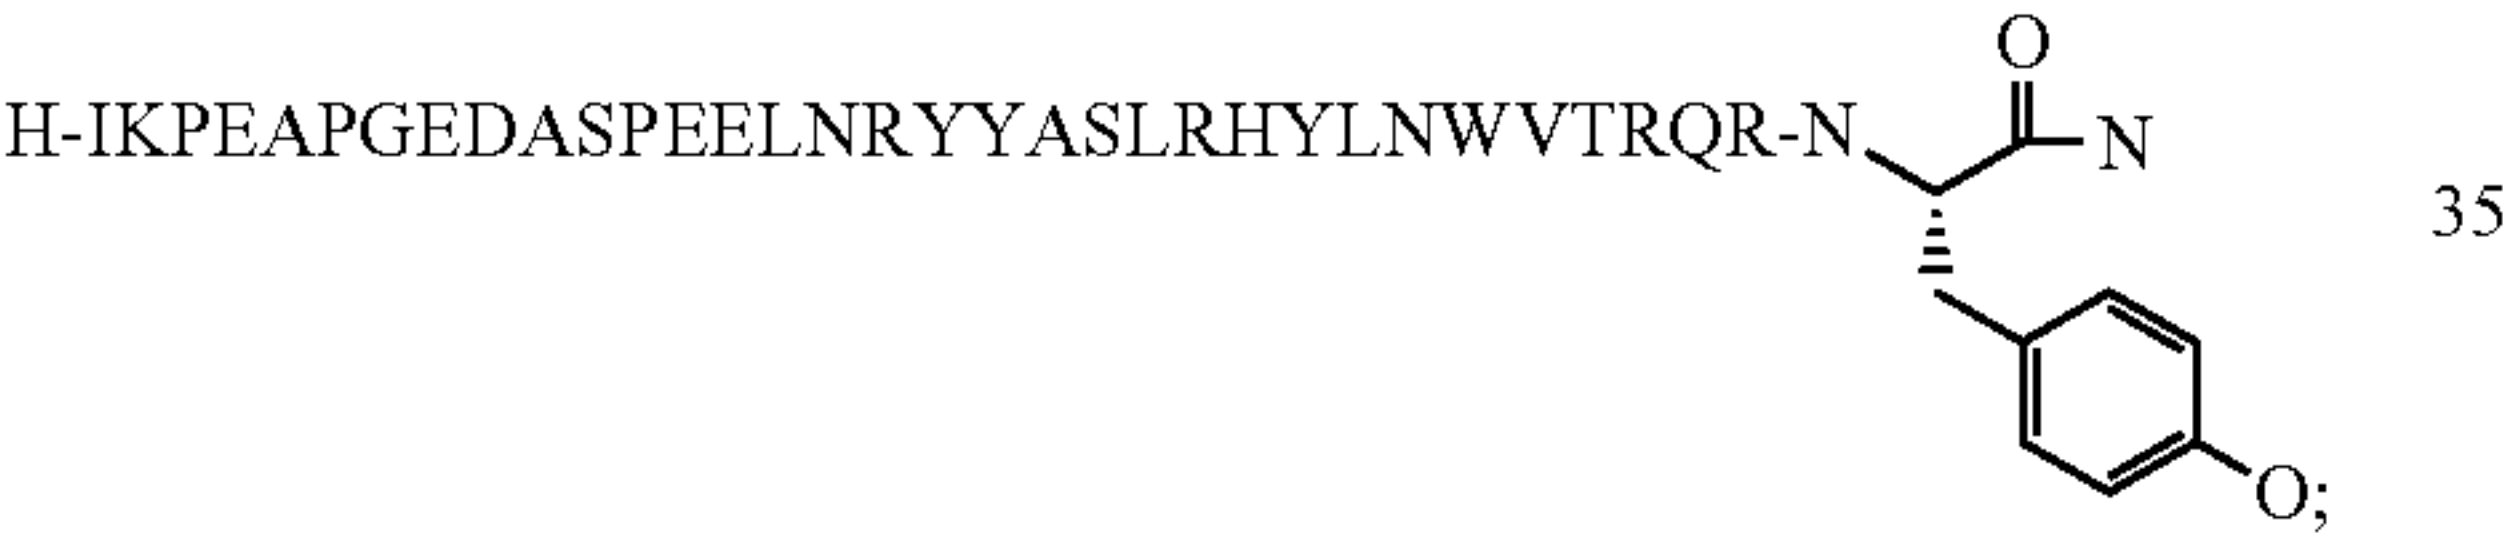 O
H-IKPEAPGEDASPEELNRYYASLRHYLNWVTRQR-N
N
35
O;